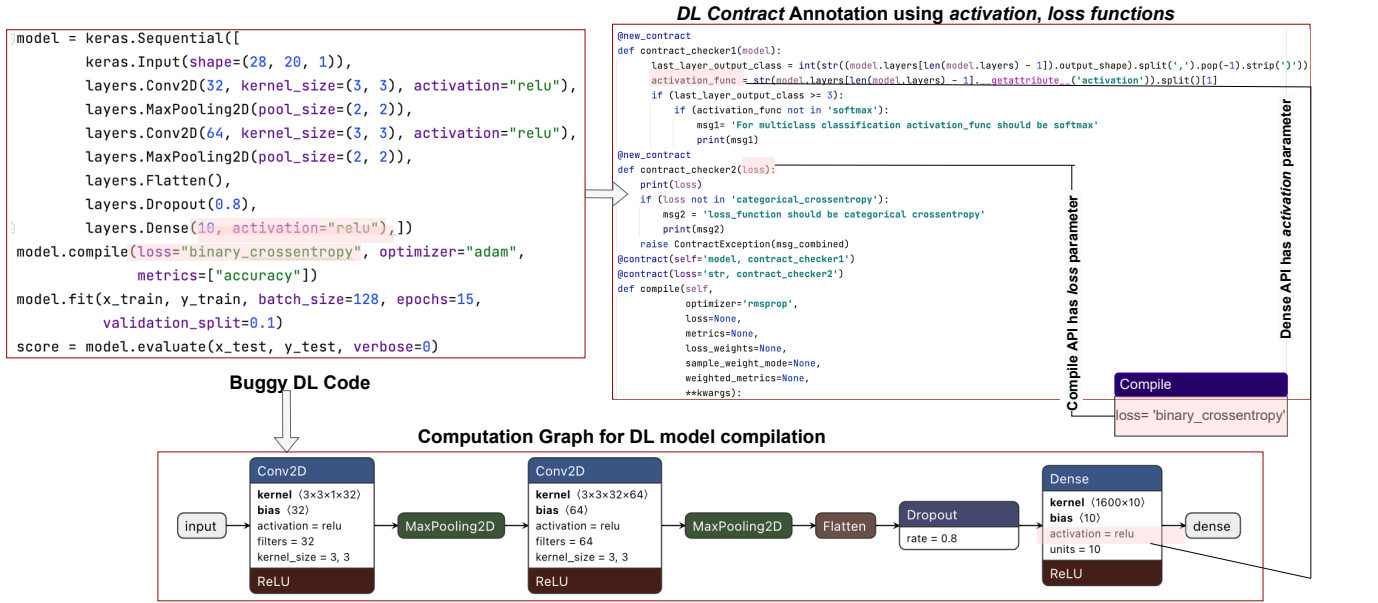 DL Contract Annotation using activation, loss functions
model = keras.Sequential([
keras.Input(shape=(28, 20, 1)),
layers.Conv2D(32, kernel_size=(3, 3), activation="relu"),
layers.MaxPooling2D(pool_size=(2, 2)),
layers.Conv2D(64, kernel_size=(3, 3), activation="relu"),
layers.MaxPooling2D(pool_size=(2, 2)),
layers.Flatten(),
layers.Dropout(0.8),
layers.Dense(10, activation="relu"),])
model.compile(loss="binary_crossentropy", optimizer="adam",
metrics=["accuracy"])
model.fit(x_train, y_train, batch_size=128, epochs=15,
validation_split=0.1)
score = model.evaluate(x_test, y_test, verbose=0)
Buggy DL Code
@new_contract
def contract_checker1(model):
last_layer_output_class = int(str((model.layers[len(model.layers) - 1]).output_shape).split(',').pop(-1).strip(')'))
activation_func = str(model.layers[len(model.layers) - 1].__getattribute__('activation')).split()[1]
if (last_layer_output_class >= 3):
if (activation_func not in 'softmax'):
msg1= 'For multiclass classification activation_func should be softmax'
print(msg1)
@new_contract
def contract_checker2(loss):
print(loss)
if (loss not in 'categorical_crossentropy'):
msg2 = 'loss_function should be categorical crossentropy'
print(msg2)
raise ContractException(msg_combined)
@contract(self='model, contract_checker1')
@contract(loss='str, contract_checker2')
def compile(self,
optimizer='rmsprop',
loss=None,
metrics=None,
loss_weights=None,
sample_weight_mode=None,
weighted_metrics=None,
**kwargs):
Compile API has loss parameter
Dense API has activation parameter
Compile
loss= 'binary_crossentropy'
Computation Graph for DL model compilation
input
Conv2D
kernel ⟨3×3×1×32⟩
bias ⟨32⟩
activation = relu
filters = 32
kernel_size = 3, 3
ReLU
MaxPooling2D
Conv2D
kernel ⟨3×3×32×64⟩
bias ⟨64⟩
activation = relu
filters = 64
kernel_size = 3, 3
ReLU
MaxPooling2D
Flatten
Dropout
rate = 0.8
Dense
kernel ⟨1600×10⟩
bias ⟨10⟩
activation = relu
units = 10
ReLU
dense